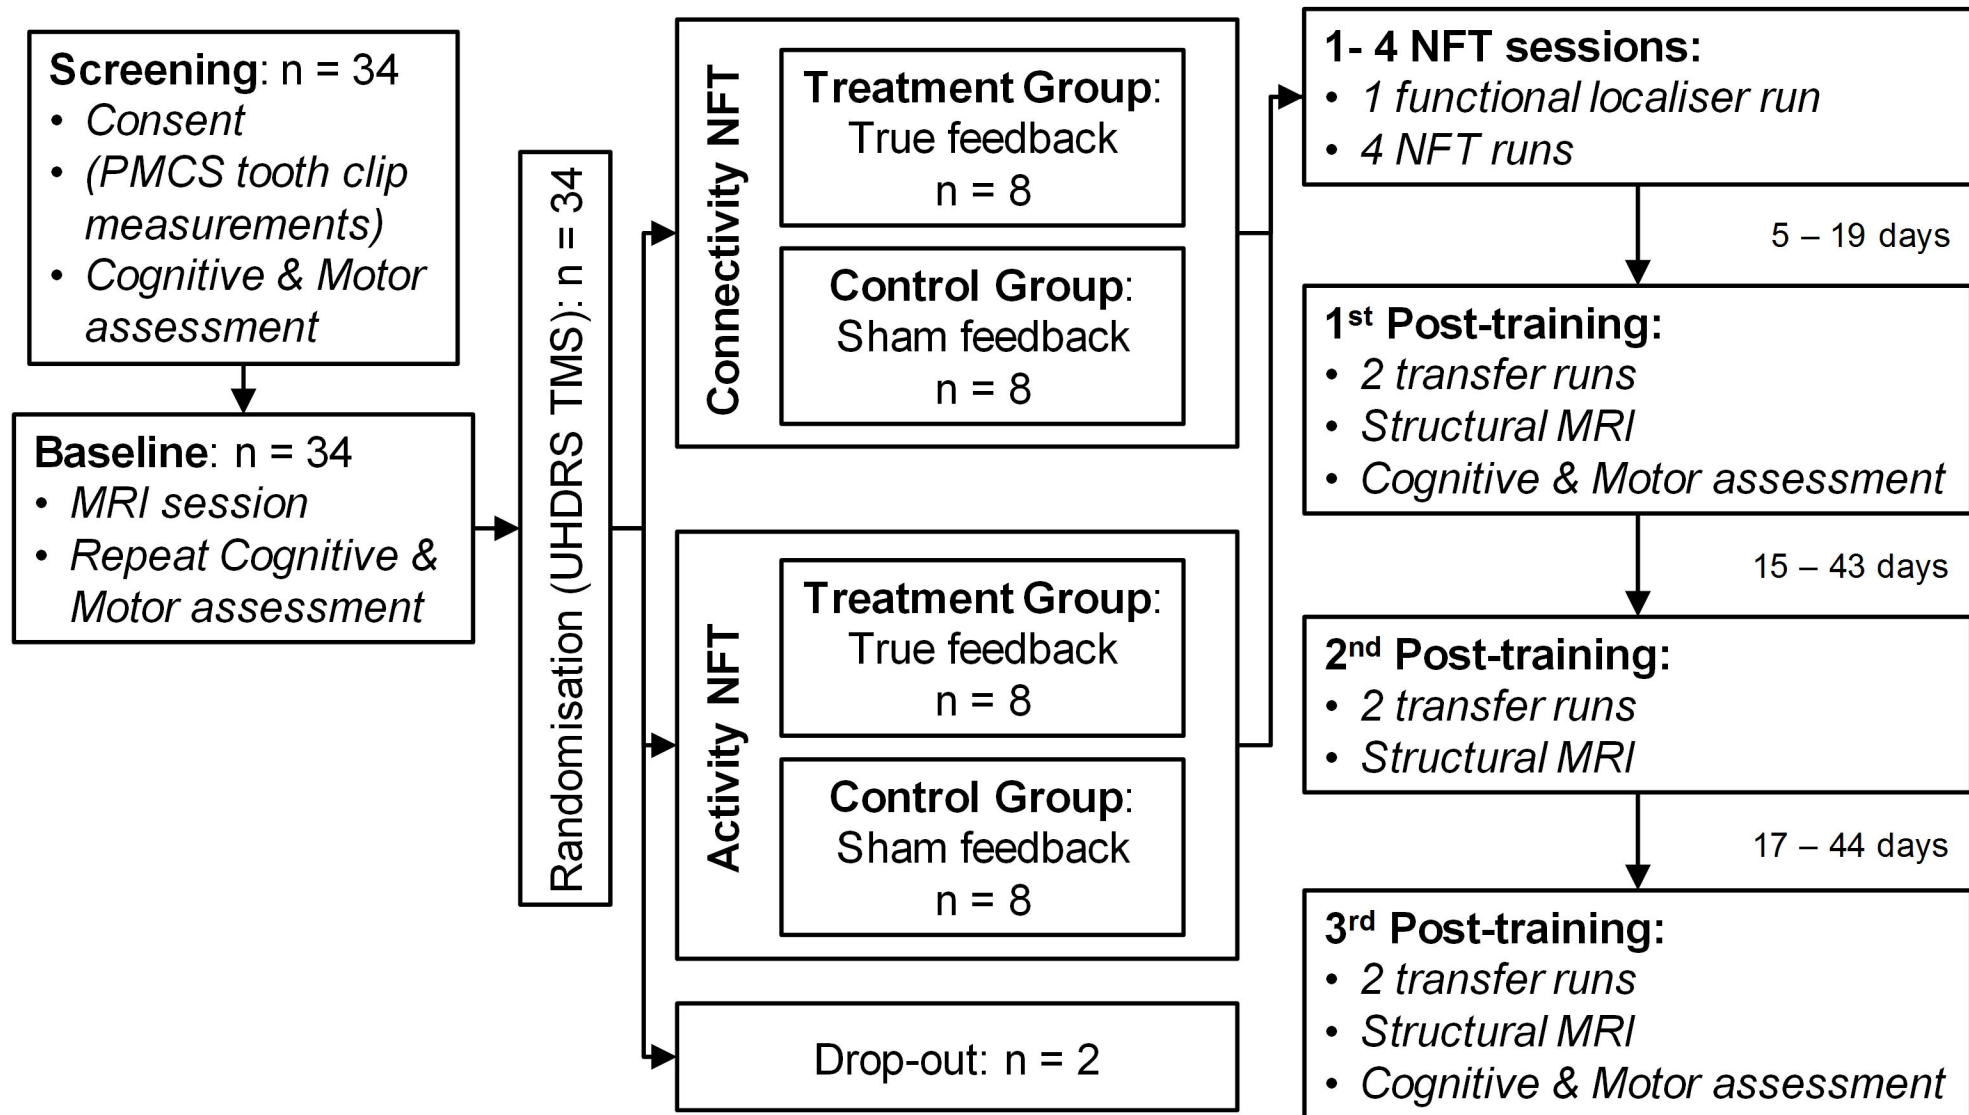 Screening: n = 34
• Consent
• (PMCS tooth clip
measurements)
• Cognitive & Motor
assessment
Baseline: n = 34
• MRI session
• Repeat Cognitive &
Motor assessment
Randomisation (UHDRS TMS): n = 34
Connectivity NFT
Treatment Group:
True feedback
n = 8
Control Group:
Sham feedback
n = 8
Activity NFT
Treatment Group:
True feedback
n = 8
Control Group:
Sham feedback
n = 8
Drop-out: n = 2
1- 4 NFT sessions:
• 1 functional localiser run
• 4 NFT runs
5 – 19 days
1st Post-training:
• 2 transfer runs
• Structural MRI
• Cognitive & Motor assessment
15 – 43 days
2nd Post-training:
• 2 transfer runs
• Structural MRI
17 – 44 days
3rd Post-training:
• 2 transfer runs
• Structural MRI
• Cognitive & Motor assessment